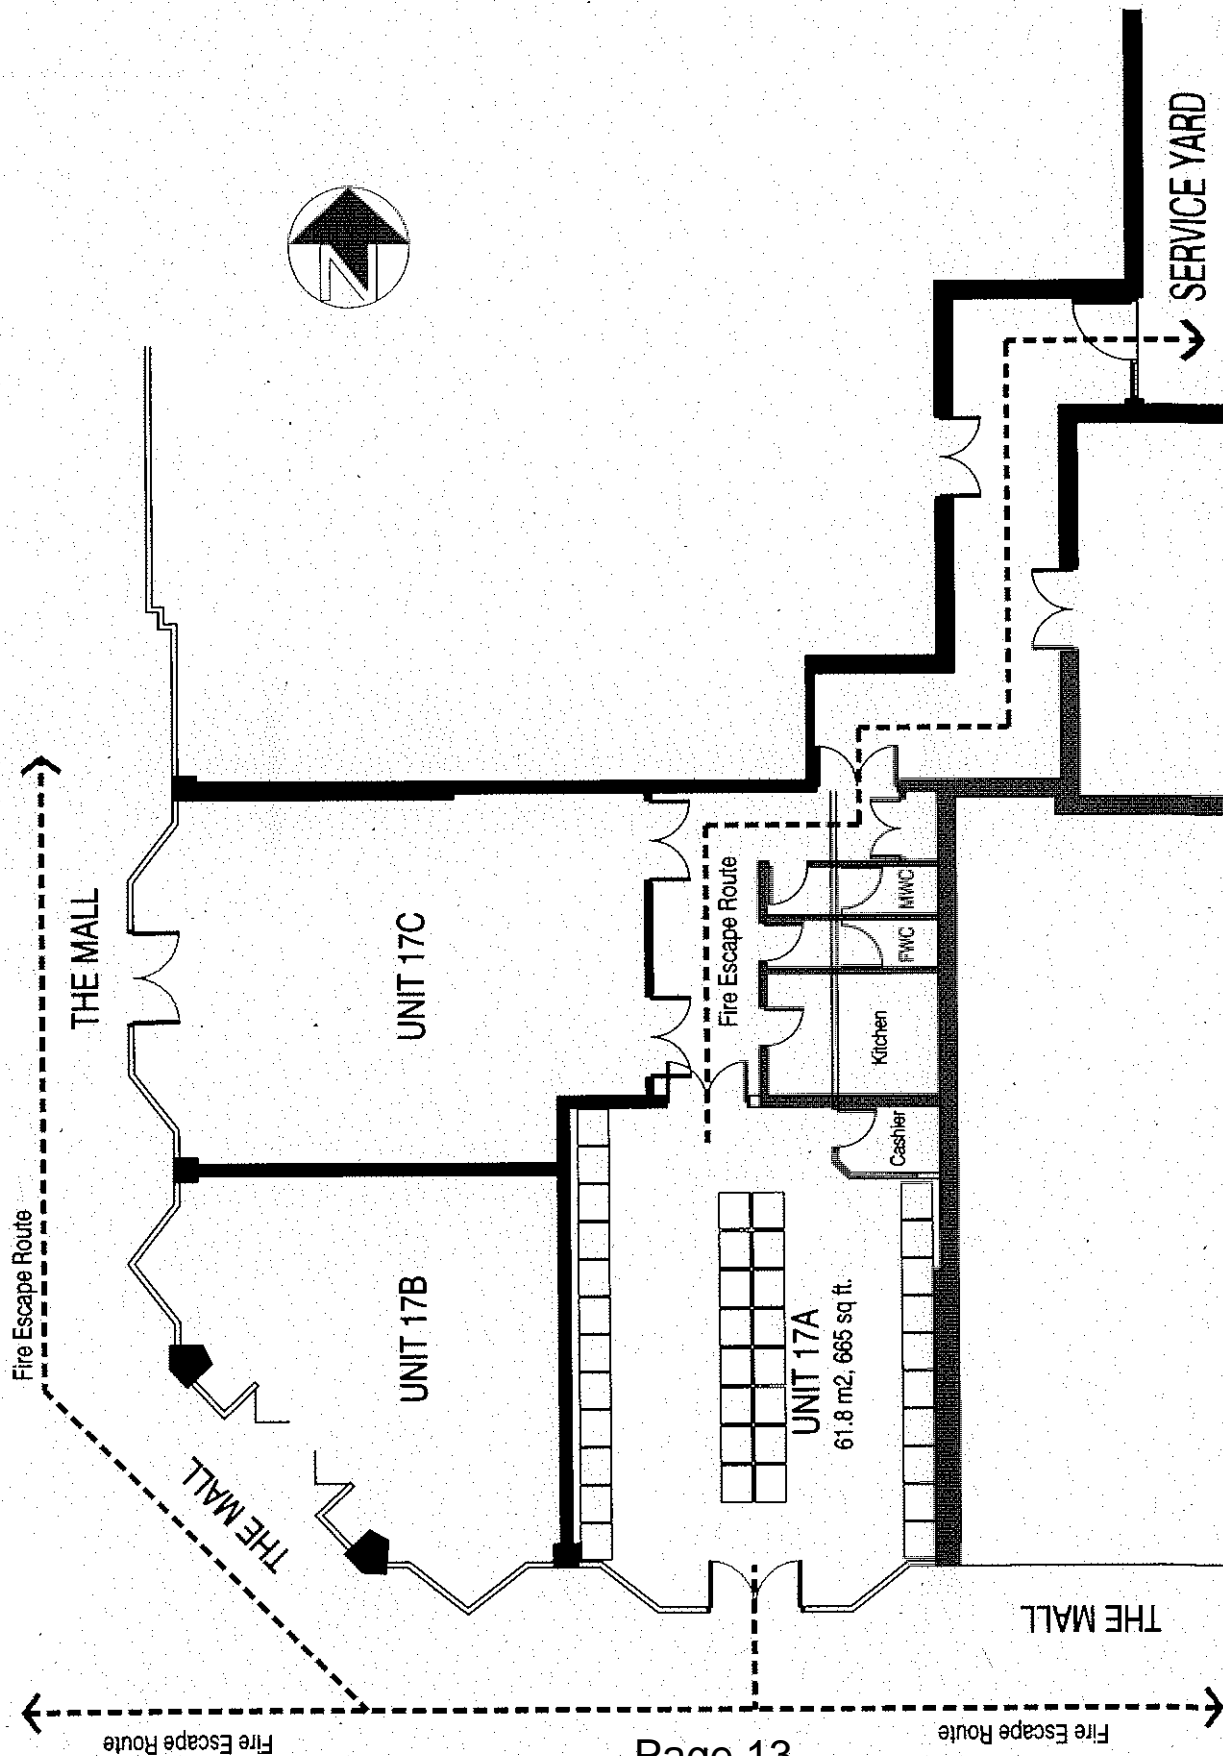 Fire Escape Route
THE MALL
SERVICE YARD
N
UNIT 17C
Fire Escape Route
MWC
FWC
Kitchen
Cashier
UNIT 17B
THE MALL
UNIT 17A
61.8 m2, 665 sq ft.
THE MALL
Fire Escape Route
Fire Escape Route
Page 13